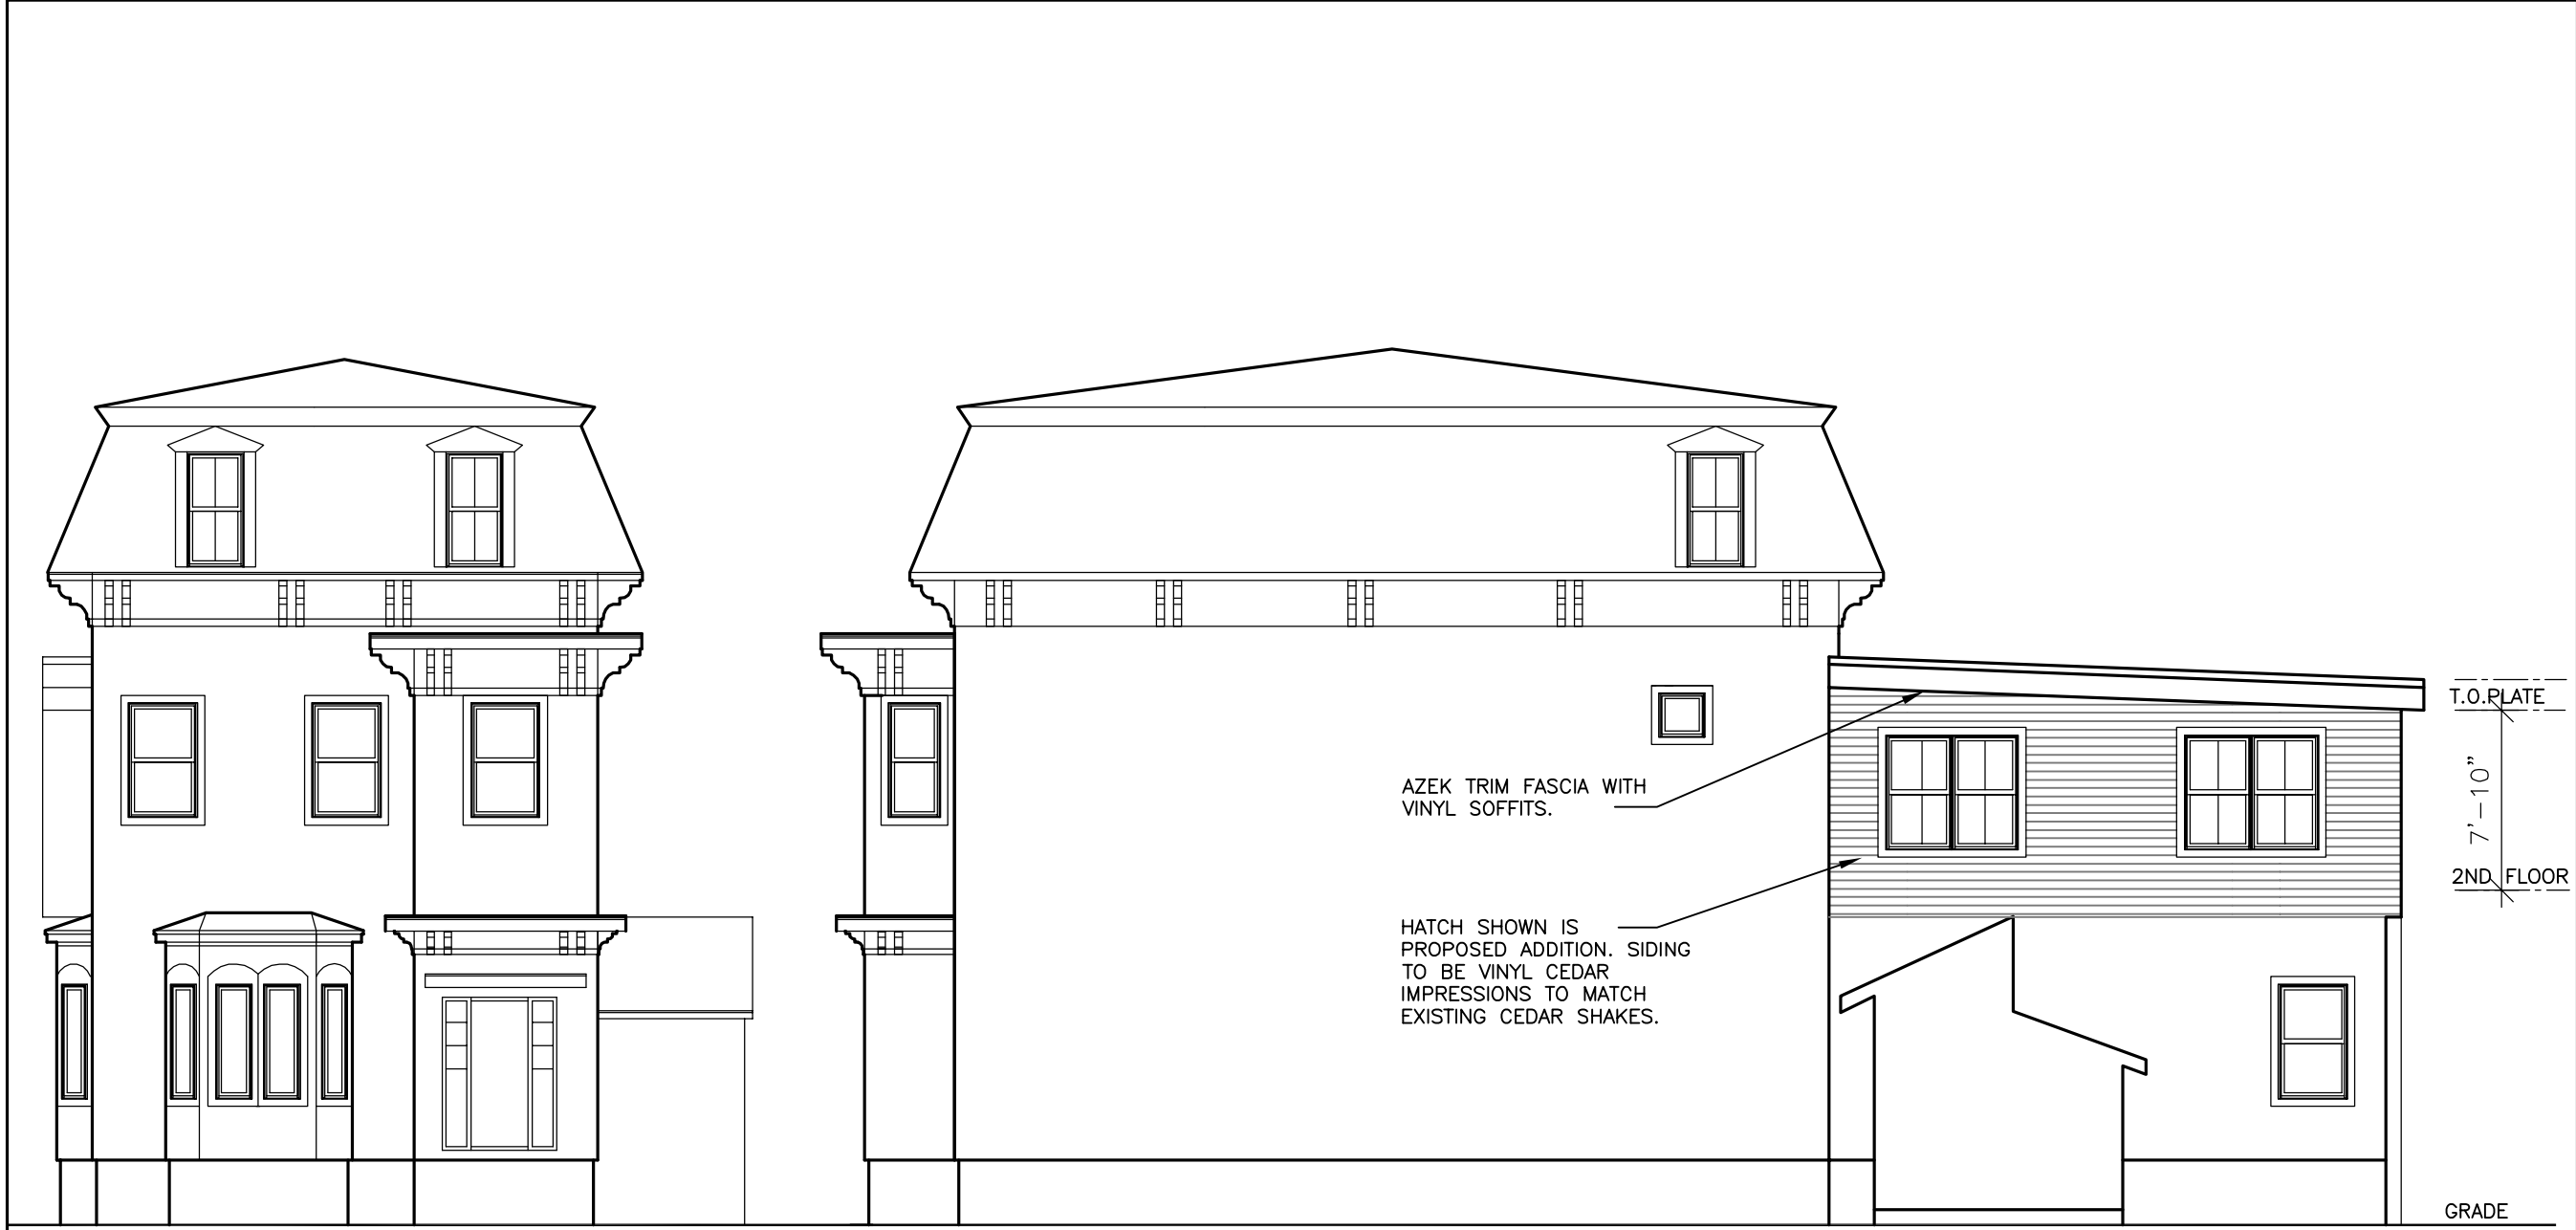 AZEK TRIM FASCIA WITH
VINYL SOFFITS.
HATCH SHOWN IS
PROPOSED ADDITION. SIDING
TO BE VINYL CEDAR
IMPRESSIONS TO MATCH
EXISTING CEDAR SHAKES.
T.O.PLATE
7'-10"
2ND FLOOR
GRADE